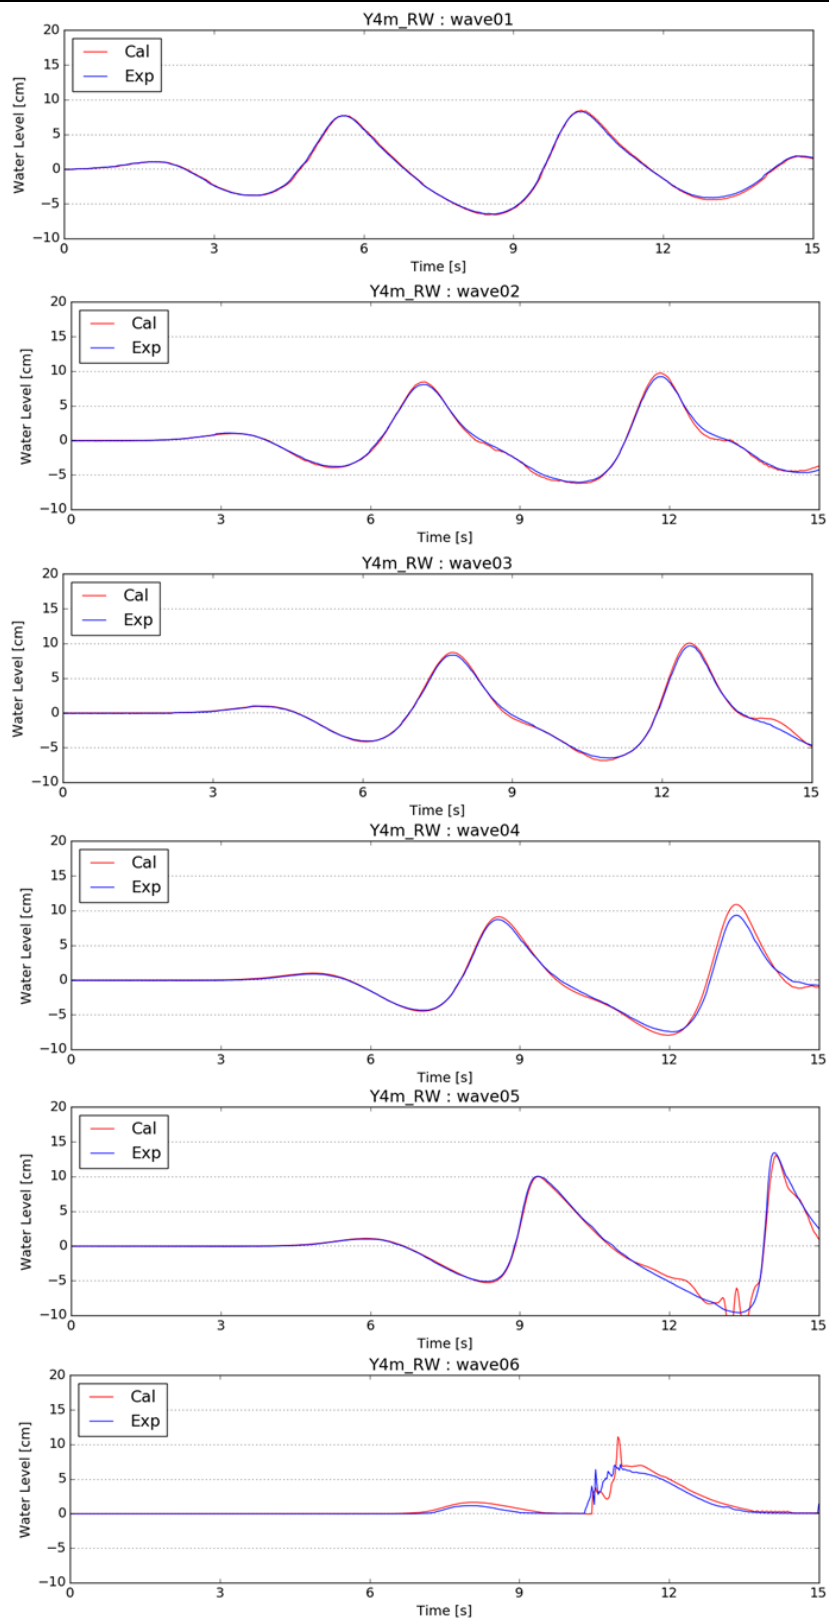 Y4m_RW : wave01
Cal
Exp
Water Level [cm]
20
15
10
5
0
−5
−10
0 3 6 9 12 15
Time [s]
Y4m_RW : wave02
Cal
Exp
Water Level [cm]
20
15
10
5
0
−5
−10
0 3 6 9 12 15
Time [s]
Y4m_RW : wave03
Cal
Exp
Water Level [cm]
20
15
10
5
0
−5
−10
0 3 6 9 12 15
Time [s]
Y4m_RW : wave04
Cal
Exp
Water Level [cm]
20
15
10
5
0
−5
−10
0 3 6 9 12 15
Time [s]
Y4m_RW : wave05
Cal
Exp
Water Level [cm]
20
15
10
5
0
−5
−10
0 3 6 9 12 15
Time [s]
Y4m_RW : wave06
Cal
Exp
Water Level [cm]
20
15
10
5
0
−5
−10
0 3 6 9 12 15
Time [s]